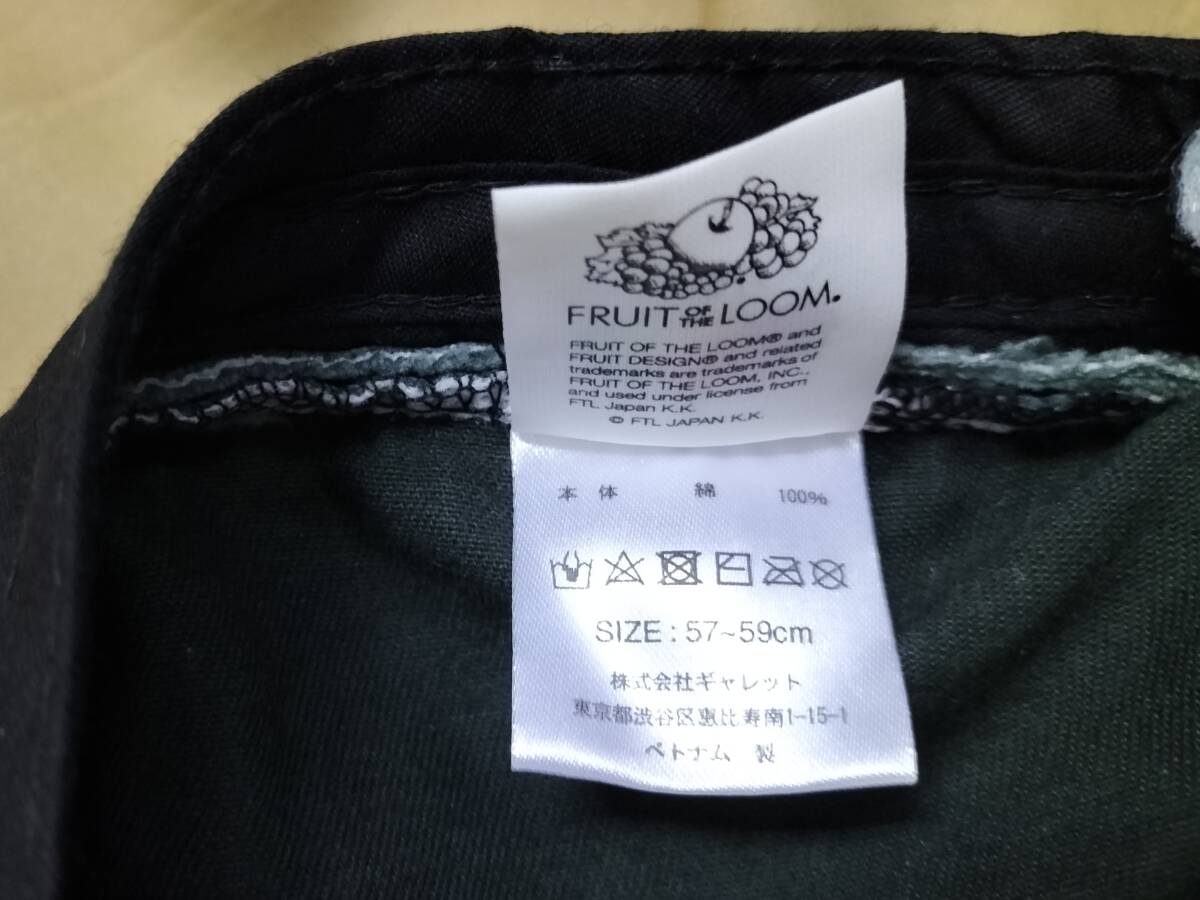 FRUIT OF THE LOOM.
FRUIT OF THE LOOM® and
FRUIT DESIGN® and related
trademarks are trademarks of
FRUIT OF THE LOOM, INC.,
and used under license from
FTL Japan K.K.
© FTL JAPAN K.K.
本体 綿 100%
SIZE : 57~59cm
株式会社ギャレット
東京都渋谷区恵比寿南1-15-1
ベトナム 製